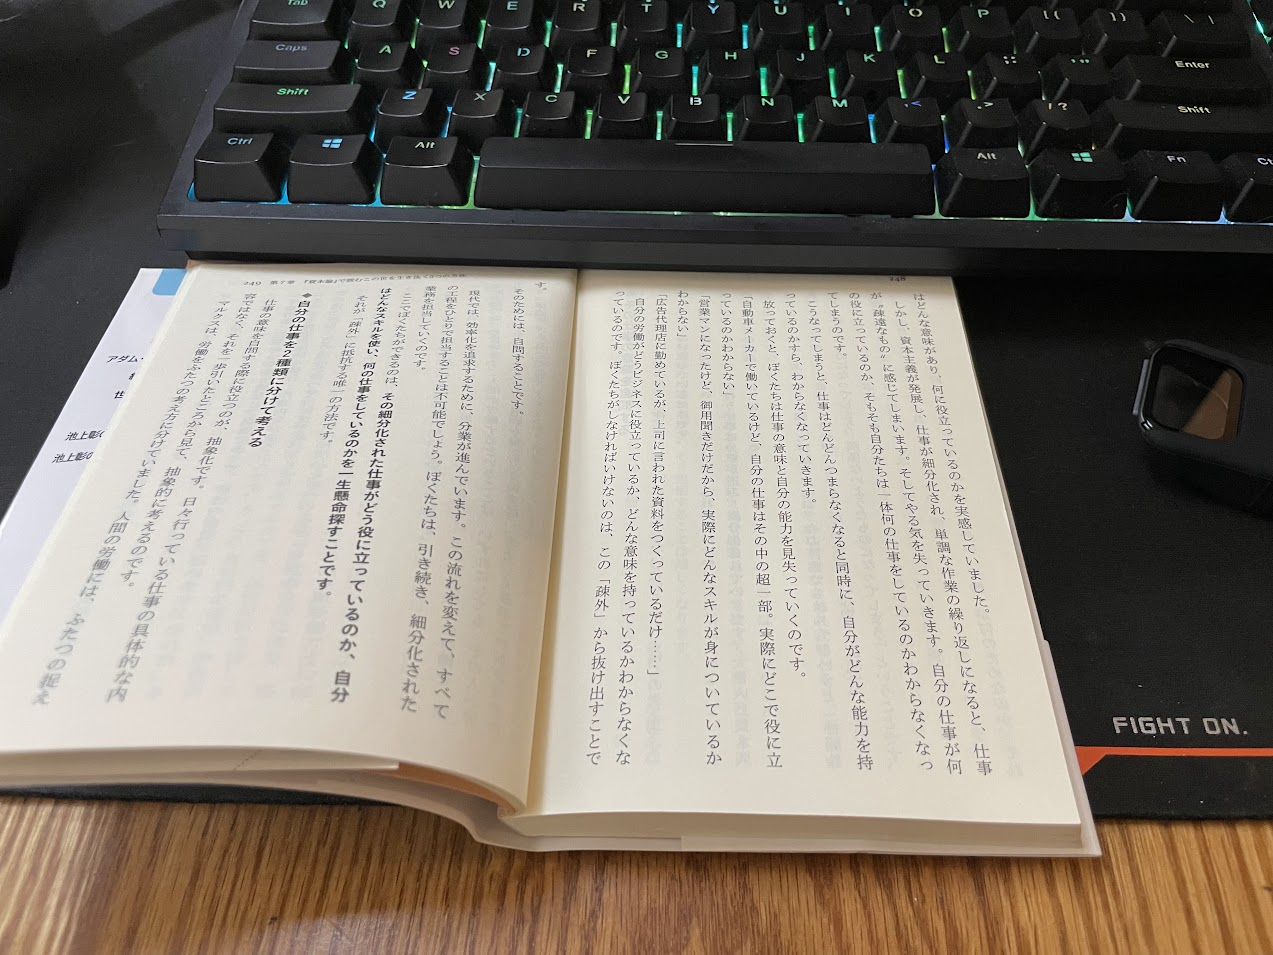 Tab Q W E R T Y U I O P [{ ]} \|
Caps A S D F G H J K L Enter
Shift Z X C V B N M ,< .> /? Shift
Ctrl Alt Alt Fn
248
はどんな意味があり、何に役立っているのかを実感していました。
しかし、資本主義が発展し、仕事が細分化され、単調な作業の繰り返しになると、仕事
が〝疎遠なもの〟に感じてしまいます。そしてやる気を失っていきます。自分の仕事が何
の役に立っているのか、そもそも自分たちは一体何の仕事をしているのかわからなくなっ
てしまうのです。
こうなってしまうと、仕事はどんどんつまらなくなると同時に、自分がどんな能力を持
っているのかすら、わからなくなっていきます。
放っておくと、ぼくたちは仕事の意味と自分の能力を見失っていくのです。
「自動車メーカーで働いているけど、自分の仕事はその中の超一部。実際にどこで役に立
っているのかわからない」
「営業マンになったけど、御用聞きだけだから、実際にどんなスキルが身についているか
わからない」
「広告代理店に勤めているが、上司に言われた資料をつくっているだけ……」
自分の労働がどうビジネスに役立っているか、どんな意味を持っているかわからなくな
っているのです。ぼくたちがしなければいけないのは、この「疎外」から抜け出すことで
249 第7章 『資本論』で読むこの世を生き抜く3つの方法
す。
そのためには、自問することです。
現代では、効率化を追求するために、分業が進んでいます。この流れを変えて、すべて
の工程をひとりで担当することは不可能でしょう。ぼくたちは、引き続き、細分化された
業務を担当していくのです。
ここでぼくたちができるのは、その細分化された仕事がどう役に立っているのか、自分
はどんなスキルを使い、何の仕事をしているのかを一生懸命探すことです。
それが「疎外」に抵抗する唯一の方法です。
◆自分の仕事を2種類に分けて考える
仕事の意味を自問する際に役立つのが、抽象化です。日々行っている仕事の具体的な内
容ではなく、それを一歩引いたところから見て、抽象的に考えるのです。
マルクスは、労働をふたつの考え方に分けていました。人間の労働には、ふたつの捉え
アダム・
池上彰の
池上彰の
FIGHT ON.